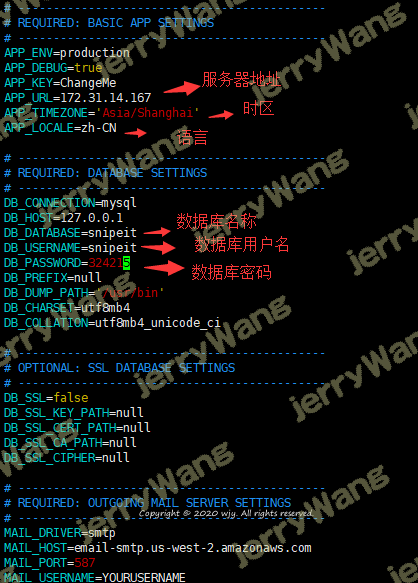 # ---------------------------------------------
# REQUIRED: BASIC APP SETTINGS
# ---------------------------------------------
APP_ENV=production
APP_DEBUG=true
APP_KEY=ChangeMe
APP_URL=172.31.14.167 服务器地址
APP_TIMEZONE='Asia/Shanghai' 时区
APP_LOCALE=zh-CN 语言
# ---------------------------------------------
# REQUIRED: DATABASE SETTINGS
# ---------------------------------------------
DB_CONNECTION=mysql
DB_HOST=127.0.0.1
DB_DATABASE=snipeit 数据库名称
DB_USERNAME=snipeit 数据库用户名
DB_PASSWORD=324215 数据库密码
DB_PREFIX=null
DB_DUMP_PATH='/usr/bin'
DB_CHARSET=utf8mb4
DB_COLLATION=utf8mb4_unicode_ci
# ---------------------------------------------
# OPTIONAL: SSL DATABASE SETTINGS
# ---------------------------------------------
DB_SSL=false
DB_SSL_KEY_PATH=null
DB_SSL_CERT_PATH=null
DB_SSL_CA_PATH=null
DB_SSL_CIPHER=null
# ---------------------------------------------
# REQUIRED: OUTGOING MAIL SERVER SETTINGS
# ---------------------------------------------
Copyright © 2020 wjy. All rights reserved.
MAIL_DRIVER=smtp
MAIL_HOST=email-smtp.us-west-2.amazonaws.com
MAIL_PORT=587
MAIL_USERNAME=YOURUSERNAME
jerryWang
jerryWang
jerryWang
jerryWang
jerryWang
jerryWang
jerryWang
jerryWang